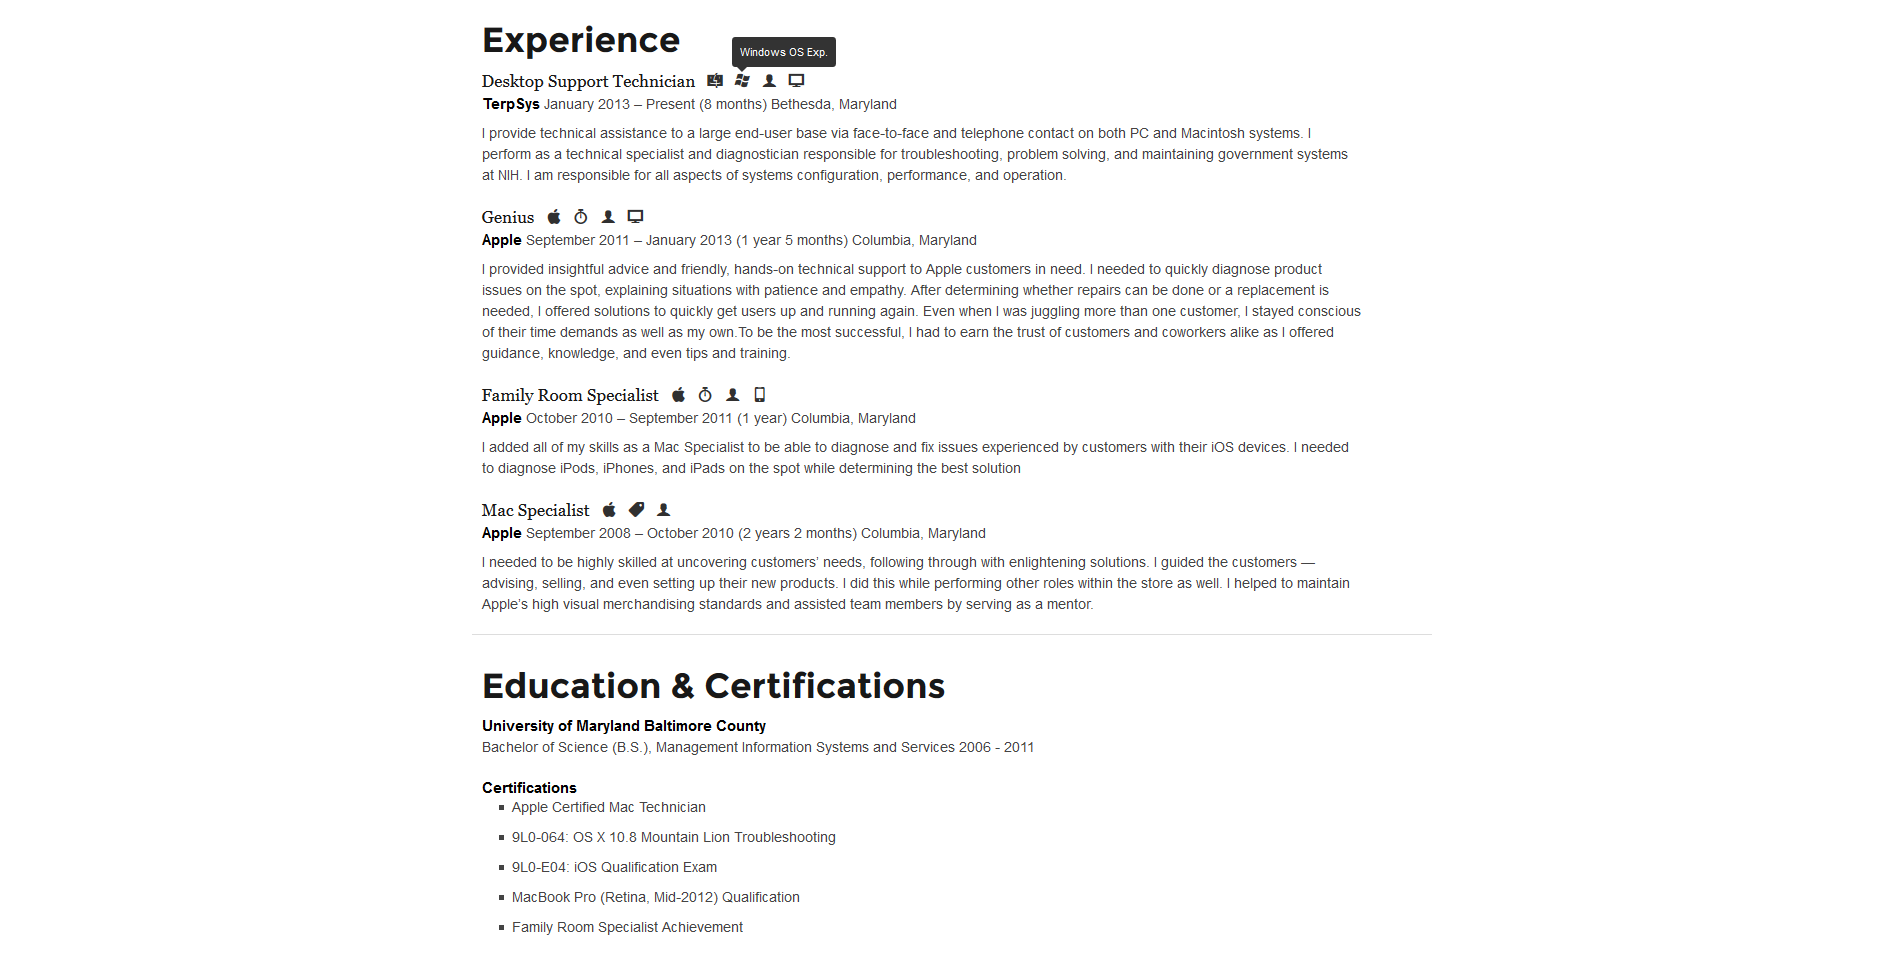 Experience
Windows OS Exp.
Desktop Support Technician
TerpSys January 2013 – Present (8 months) Bethesda, Maryland
I provide technical assistance to a large end-user base via face-to-face and telephone contact on both PC and Macintosh systems. I
perform as a technical specialist and diagnostician responsible for troubleshooting, problem solving, and maintaining government systems
at NIH. I am responsible for all aspects of systems configuration, performance, and operation.
Genius
Apple September 2011 – January 2013 (1 year 5 months) Columbia, Maryland
I provided insightful advice and friendly, hands-on technical support to Apple customers in need. I needed to quickly diagnose product
issues on the spot, explaining situations with patience and empathy. After determining whether repairs can be done or a replacement is
needed, I offered solutions to quickly get users up and running again. Even when I was juggling more than one customer, I stayed conscious
of their time demands as well as my own.To be the most successful, I had to earn the trust of customers and coworkers alike as I offered
guidance, knowledge, and even tips and training.
Family Room Specialist
Apple October 2010 – September 2011 (1 year) Columbia, Maryland
I added all of my skills as a Mac Specialist to be able to diagnose and fix issues experienced by customers with their iOS devices. I needed
to diagnose iPods, iPhones, and iPads on the spot while determining the best solution
Mac Specialist
Apple September 2008 – October 2010 (2 years 2 months) Columbia, Maryland
I needed to be highly skilled at uncovering customers’ needs, following through with enlightening solutions. I guided the customers —
advising, selling, and even setting up their new products. I did this while performing other roles within the store as well. I helped to maintain
Apple’s high visual merchandising standards and assisted team members by serving as a mentor.
Education & Certifications
University of Maryland Baltimore County
Bachelor of Science (B.S.), Management Information Systems and Services 2006 - 2011
Certifications
Apple Certified Mac Technician
9L0-064: OS X 10.8 Mountain Lion Troubleshooting
9L0-E04: iOS Qualification Exam
MacBook Pro (Retina, Mid-2012) Qualification
Family Room Specialist Achievement